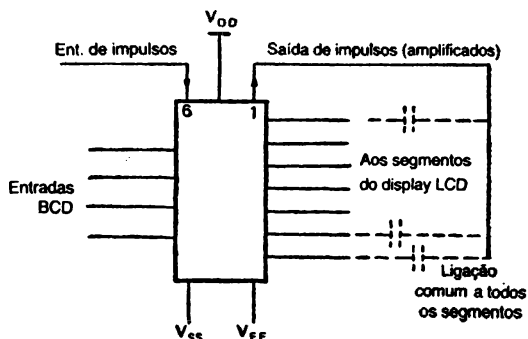 V_DD
Ent. de impulsos
Saída de impulsos (amplificados)
6
1
Entradas
BCD
Aos segmentos
do display LCD
Ligação
comum a todos
os segmentos
V_SS
V_EE